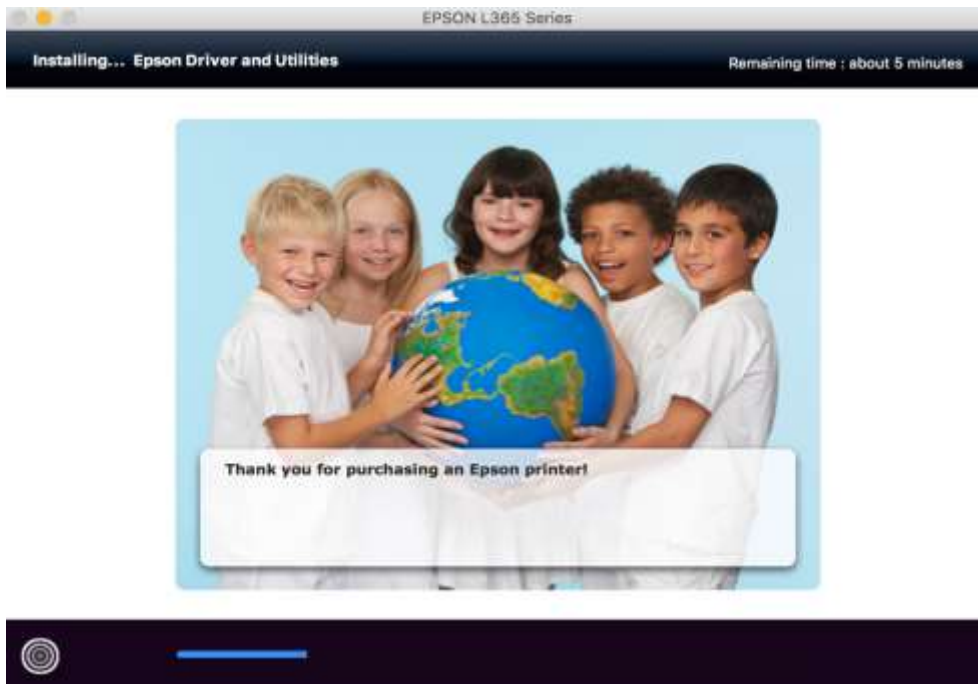 EPSON L365 Series
Installing... Epson Driver and Utilities
Remaining time : about 5 minutes
Thank you for purchasing an Epson printer!